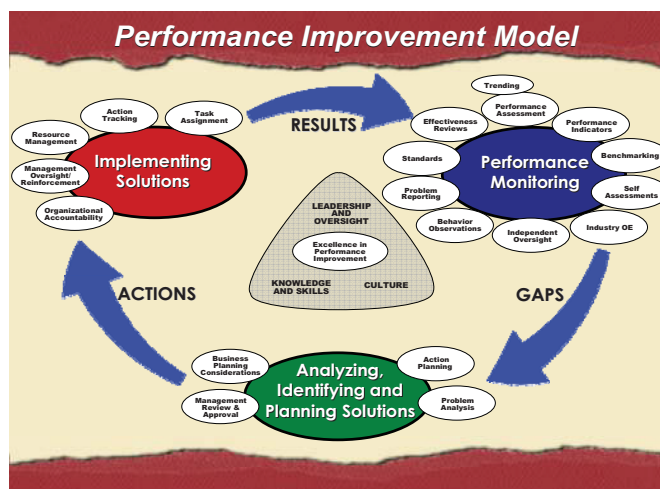 Performance Improvement Model
Trending
Action
Tracking
Task
Assignment
RESULTS
Performance
Assessment
Effectiveness
Reviews
Performance
Indicators
Resource
Management
Implementing
Solutions
Standards
Performance
Monitoring
Benchmarking
Management
Oversight/
Reinforcement
Organizational
Accountability
Problem
Reporting
Self
Assessments
Behavior
Observations
Independent
Oversight
Industry OE
LEADERSHIP
AND
OVERSIGHT
Excellence in
Performance
Improvement
KNOWLEDGE
AND SKILLS
CULTURE
ACTIONS
GAPS
Business
Planning
Considerations
Analyzing,
Identifying and
Planning Solutions
Action
Planning
Management
Review &
Approval
Problem
Analysis